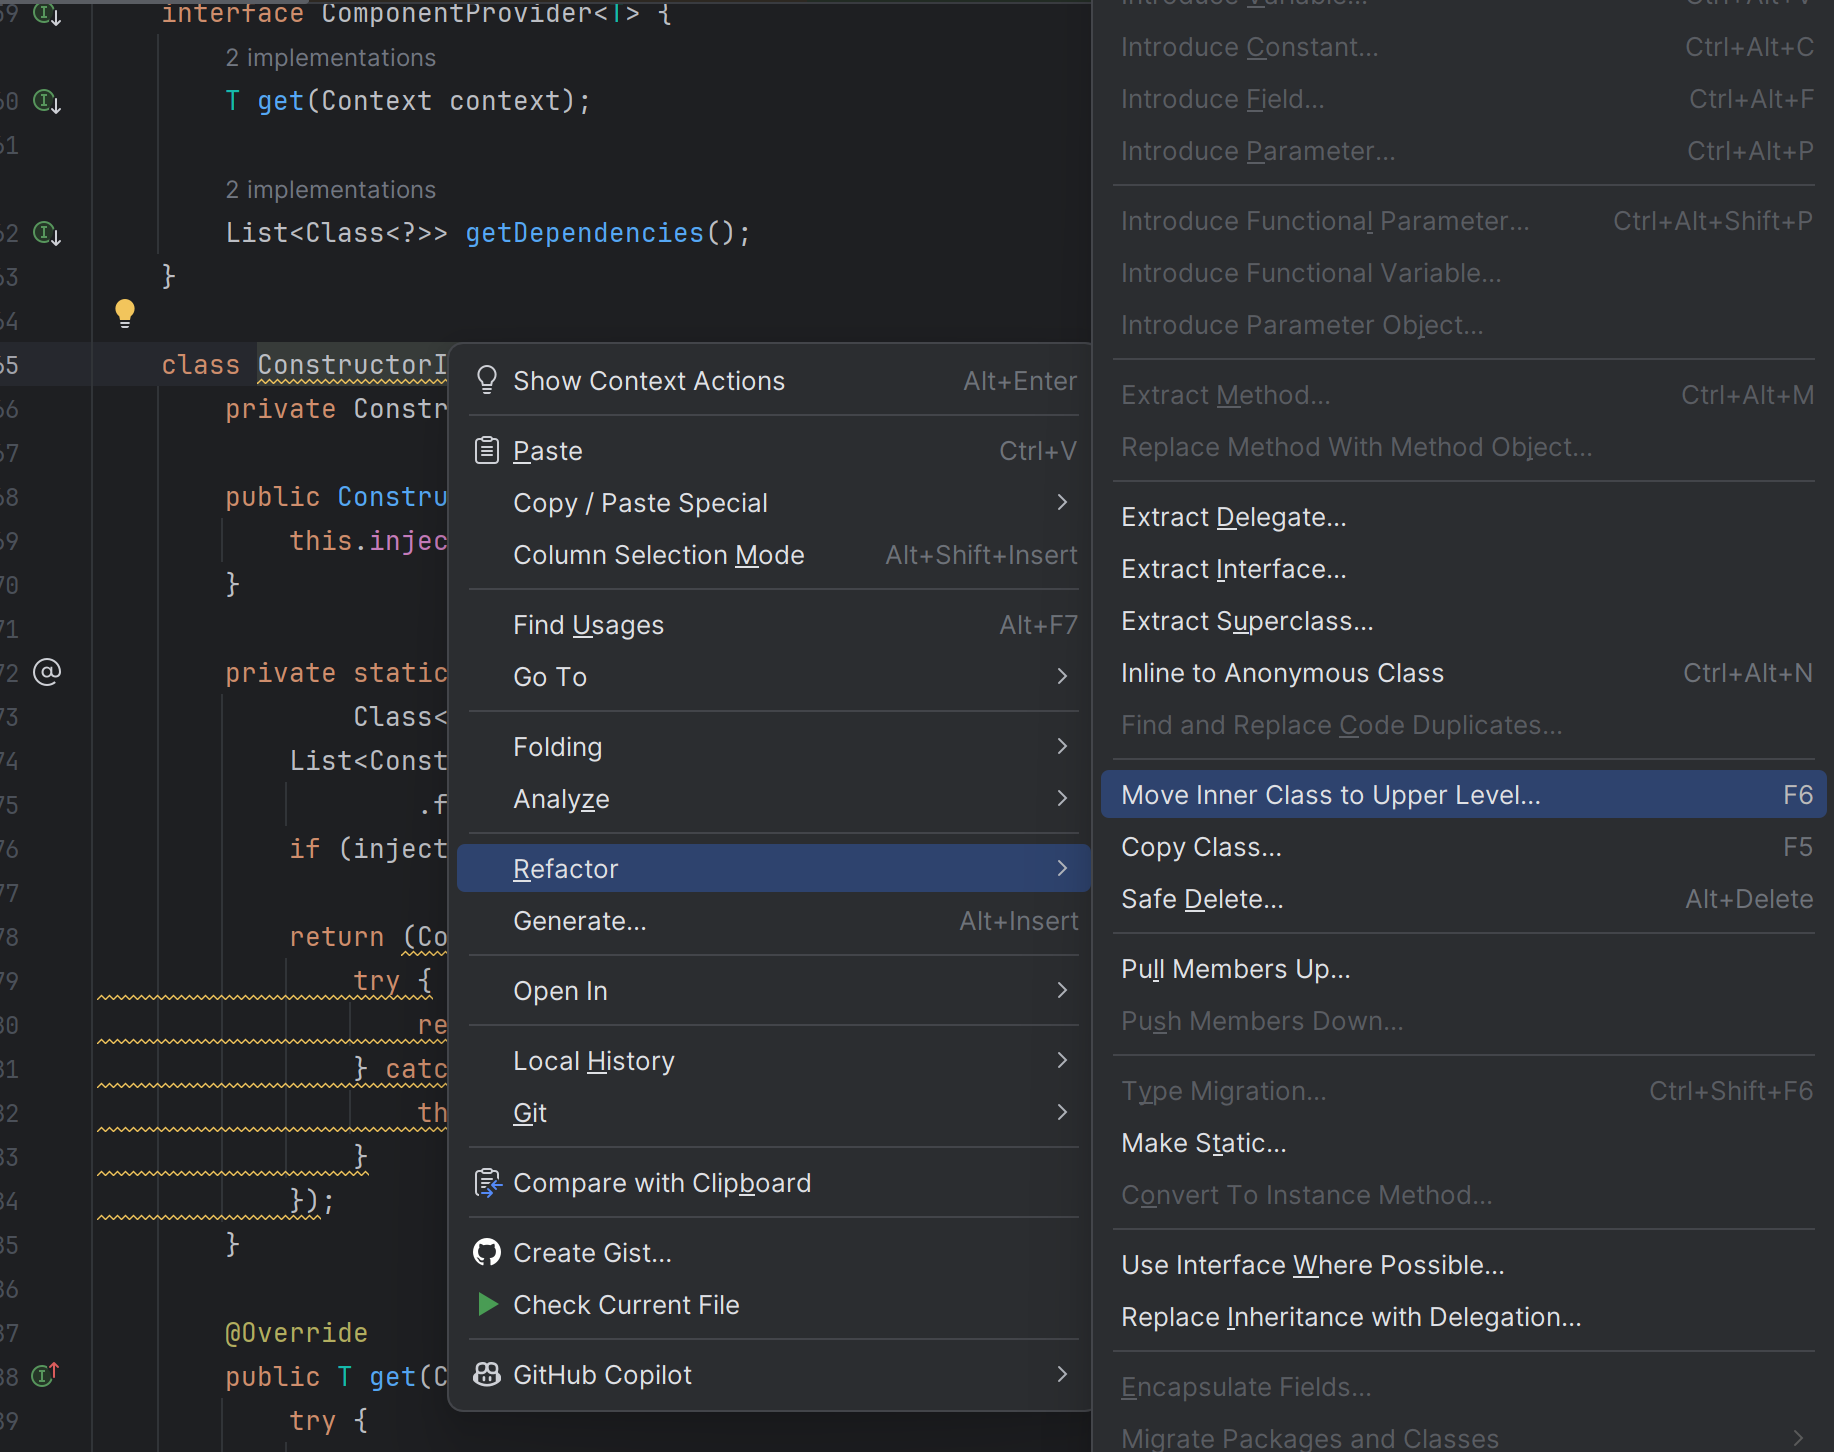 59 interface ComponentProvider<T> {
2 implementations
60 T get(Context context);
61
2 implementations
62 List<Class<?>> getDependencies();
63 }
64
65 class ConstructorI
66 private Constr
67
68 public Constru
69 this.injec
70 }
71
72 @ private static
73 Class<
74 List<Const
75 .f
76 if (inject
77
78 return (Co
79 try {
80 re
81 } catc
82 th
83 }
84 });
85 }
86
87 @Override
88 public T get(C
89 try {
Show Context Actions Alt+Enter
Paste Ctrl+V
Copy / Paste Special
Column Selection Mode Alt+Shift+Insert
Find Usages Alt+F7
Go To
Folding
Analyze
Refactor
Generate... Alt+Insert
Open In
Local History
Git
Compare with Clipboard
Create Gist...
Check Current File
GitHub Copilot
Introduce Variable... Ctrl+Alt+V
Introduce Constant... Ctrl+Alt+C
Introduce Field... Ctrl+Alt+F
Introduce Parameter... Ctrl+Alt+P
Introduce Functional Parameter... Ctrl+Alt+Shift+P
Introduce Functional Variable...
Introduce Parameter Object...
Extract Method... Ctrl+Alt+M
Replace Method With Method Object...
Extract Delegate...
Extract Interface...
Extract Superclass...
Inline to Anonymous Class Ctrl+Alt+N
Find and Replace Code Duplicates...
Move Inner Class to Upper Level... F6
Copy Class... F5
Safe Delete... Alt+Delete
Pull Members Up...
Push Members Down...
Type Migration... Ctrl+Shift+F6
Make Static...
Convert To Instance Method...
Use Interface Where Possible...
Replace Inheritance with Delegation...
Encapsulate Fields...
Migrate Packages and Classes